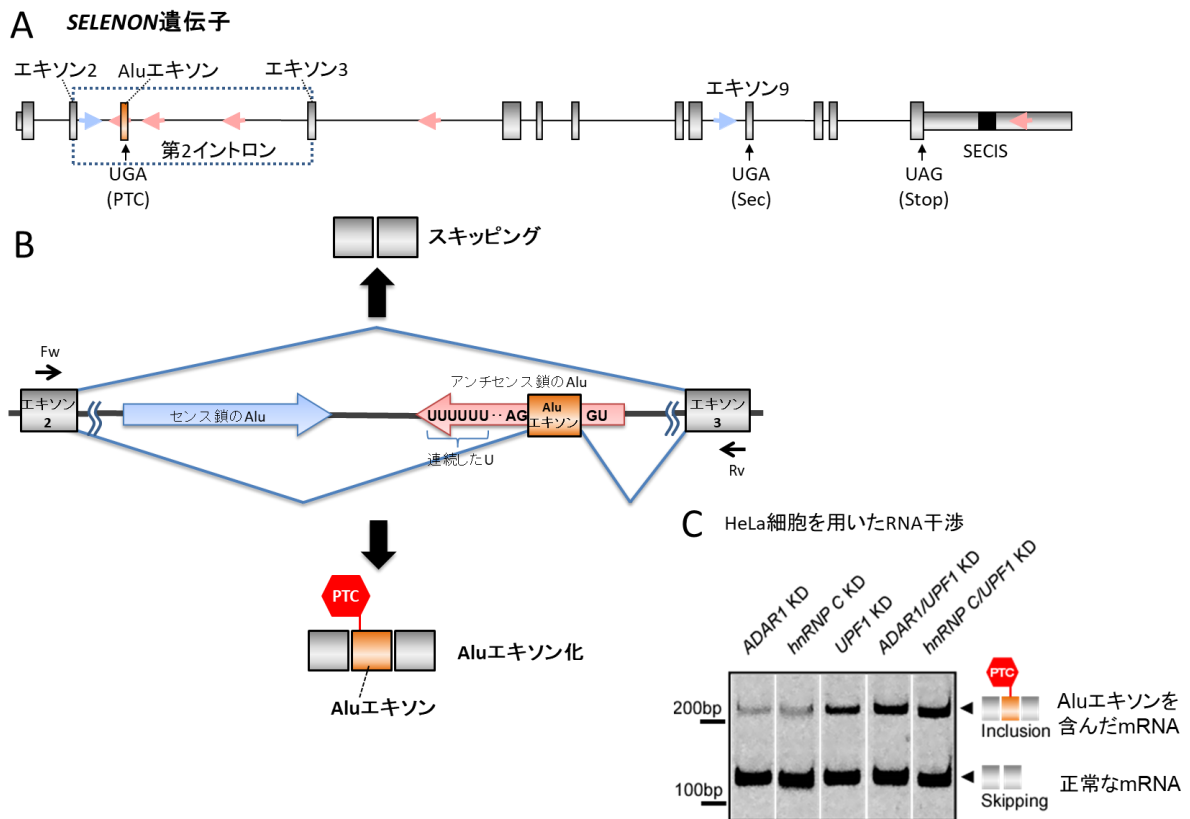 A SELENON遺伝子
エキソン2
Aluエキソン
エキソン3
エキソン9
第2イントロン
UGA
(PTC)
UGA
(Sec)
UAG
(Stop)
SECIS
B
スキッピング
Fw
エキソン
2
センス鎖のAlu
アンチセンス鎖のAlu
UUUUUU··AG
Alu
エキソン
GU
連続したU
エキソン
3
Rv
PTC
Aluエキソン化
Aluエキソン
C HeLa細胞を用いたRNA干渉
ADAR1 KD
hnRNP C KD
UPF1 KD
ADAR1/UPF1 KD
hnRNP C/UPF1 KD
200bp
100bp
PTC
Inclusion
Aluエキソンを
含んだmRNA
Skipping
正常なmRNA